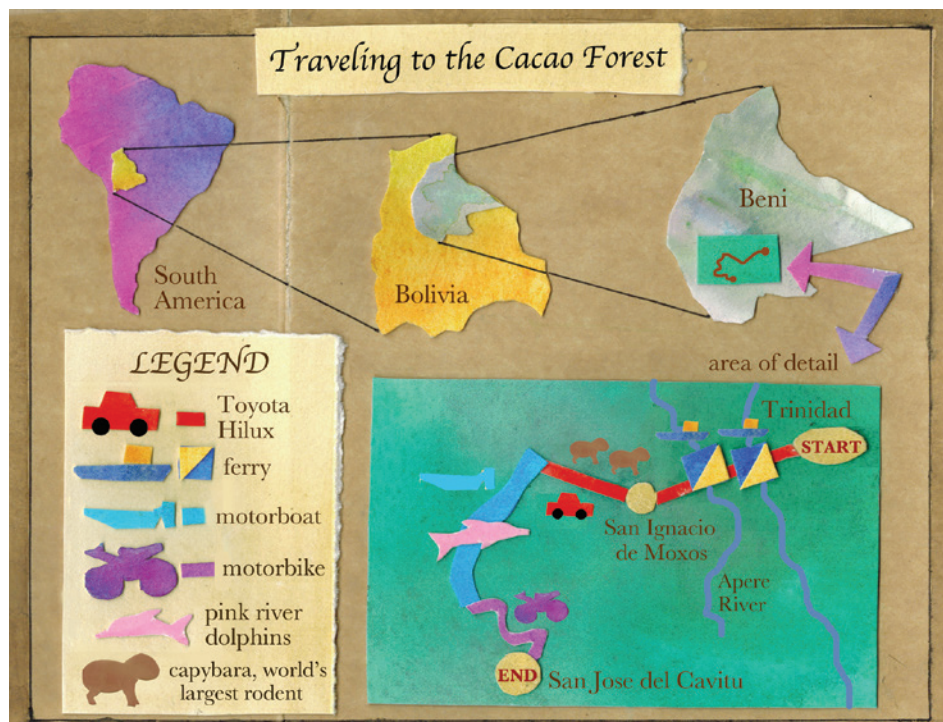 Traveling to the Cacao Forest
South
America
Bolivia
Beni
area of detail
LEGEND
Toyota
Hilux
ferry
motorboat
motorbike
pink river
dolphins
capybara, world's
largest rodent
Trinidad
START
San Ignacio
de Moxos
Apere
River
END
San Jose del Cavitu